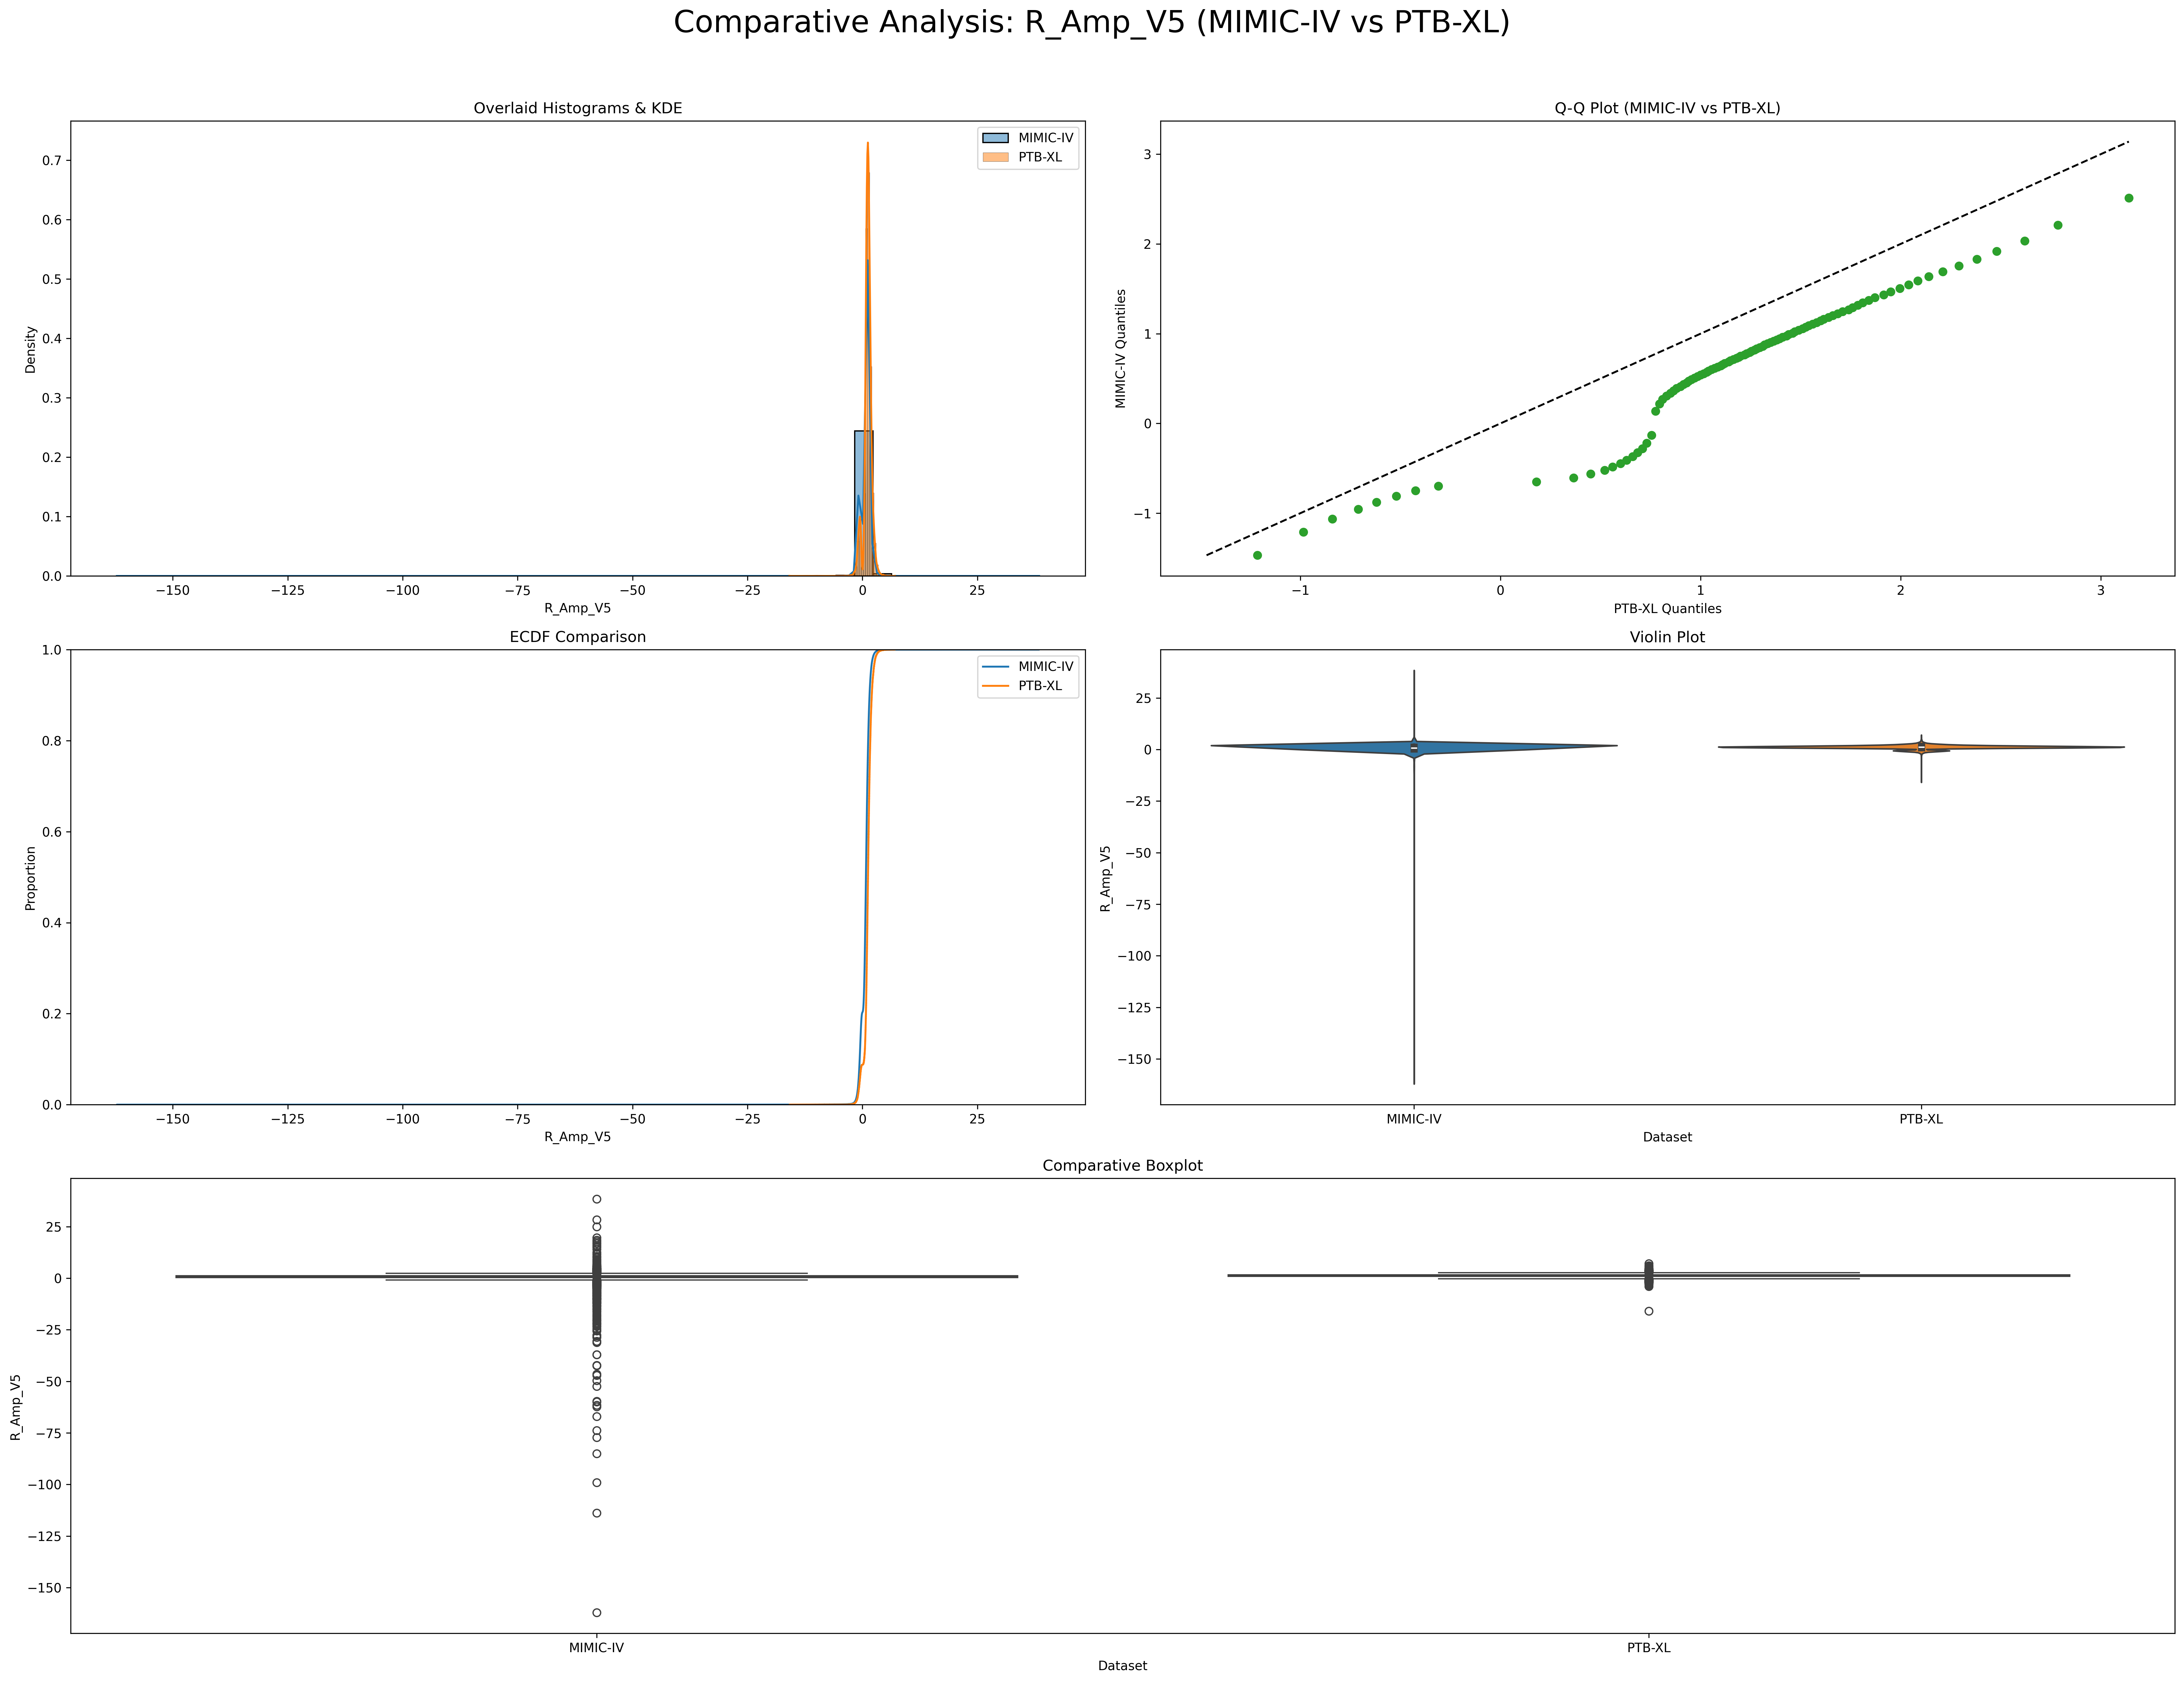 Comparative Analysis: R_Amp_V5 (MIMIC-IV vs PTB-XL)
Overlaid Histograms & KDE
Density
0.7
0.6
0.5
0.4
0.3
0.2
0.1
0.0
−150 −125 −100 −75 −50 −25 0 25
R_Amp_V5
MIMIC-IV
PTB-XL
Q-Q Plot (MIMIC-IV vs PTB-XL)
MIMIC-IV Quantiles
3
2
1
0
−1
−1 0 1 2 3
PTB-XL Quantiles
ECDF Comparison
Proportion
1.0
0.8
0.6
0.4
0.2
0.0
−150 −125 −100 −75 −50 −25 0 25
R_Amp_V5
MIMIC-IV
PTB-XL
Violin Plot
R_Amp_V5
25
0
−25
−50
−75
−100
−125
−150
MIMIC-IV PTB-XL
Dataset
Comparative Boxplot
R_Amp_V5
25
0
−25
−50
−75
−100
−125
−150
MIMIC-IV PTB-XL
Dataset